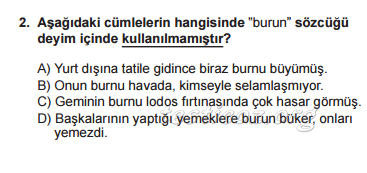 2. Aşağıdaki cümlelerin hangisinde "burun" sözcüğü
deyim içinde kullanılmamıştır?
A) Yurt dışına tatile gidince biraz burnu büyümüş.
B) Onun burnu havada, kimseyle selamlaşmıyor.
C) Geminin burnu lodos fırtınasında çok hasar görmüş.
D) Başkalarının yaptığı yemeklere burun büker, onları
yemezdi.